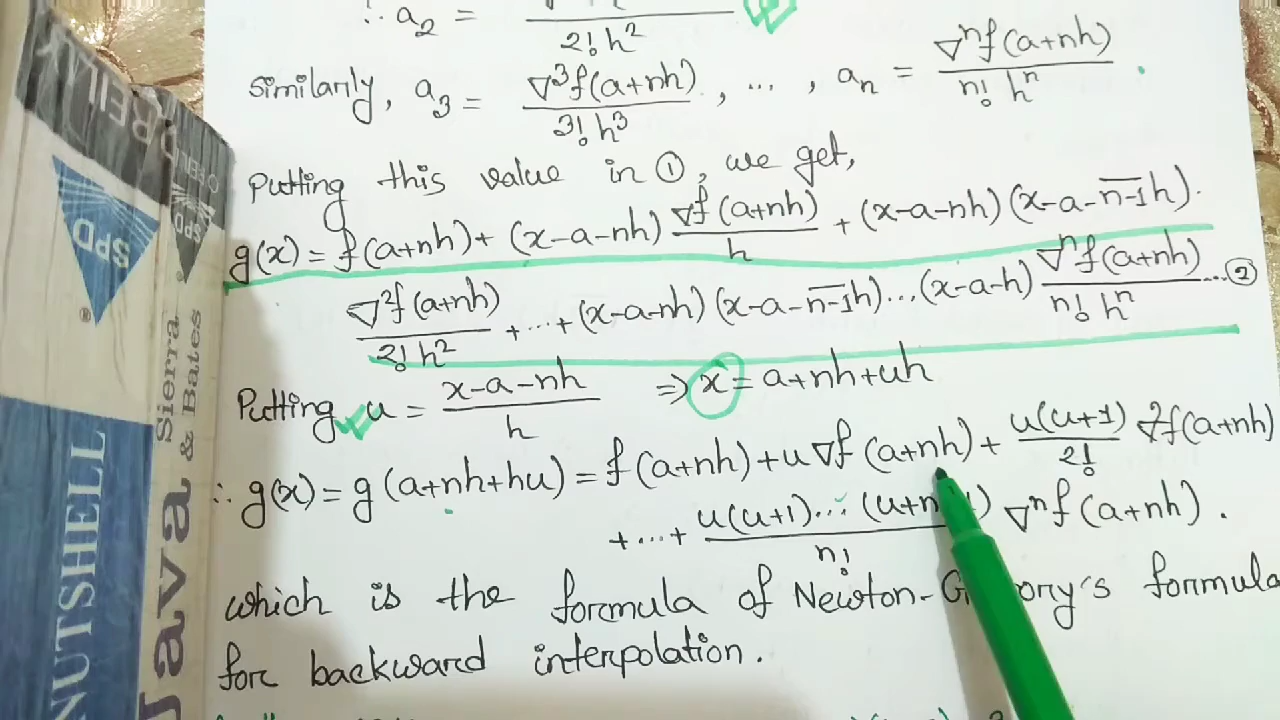 ∴ a₂ = ――― / 2! h²
Similarly, a₃ = ∇³f(a+nh) / 3! h³ , ... , aₙ = ∇ⁿf(a+nh) / n! hⁿ .
Putting this value in ①, we get,
g(x) = f(a+nh) + (x-a-nh) ∇f(a+nh) / h + (x-a-nh) (x-a-n̅-̅1̅h).
∇²f(a+nh) / 2! h² + ... + (x-a-nh) (x-a-n̅-̅1̅h) ... (x-a-h) ∇ⁿf(a+nh) / n! hⁿ ... ②
Putting u = x-a-nh / h ⇒ x = a+nh+uh
∴ g(x) = g(a+nh+hu) = f(a+nh) + u ∇f(a+nh) + u(u+1) / 2! ∇²f(a+nh)
+ ... + u(u+1)... (u+n / n! ∇ⁿf(a+nh).
which is the formula of Newton- formula
for backward interpolation.
O'REILLY
SPD
SPD
®
NUTSHELL
Java
Sierra
& Bates